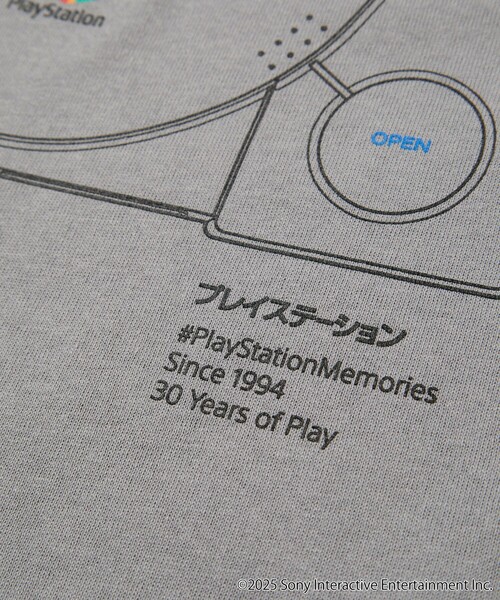 PlayStation
OPEN
プレイステーション
#PlayStationMemories
Since 1994
30 Years of Play
©2025 Sony Interactive Entertainment Inc.